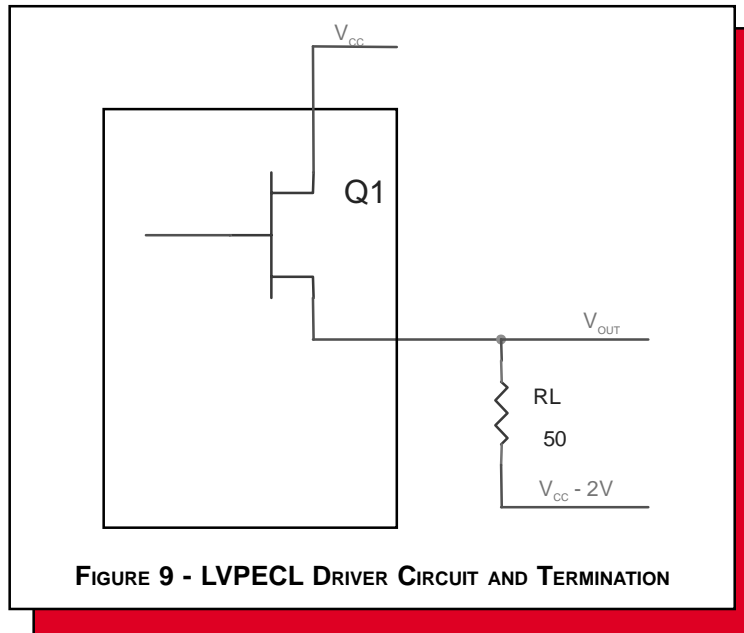 VCC
Q1
VOUT
RL
50
VCC - 2V
FIGURE 9 - LVPECL DRIVER CIRCUIT AND TERMINATION